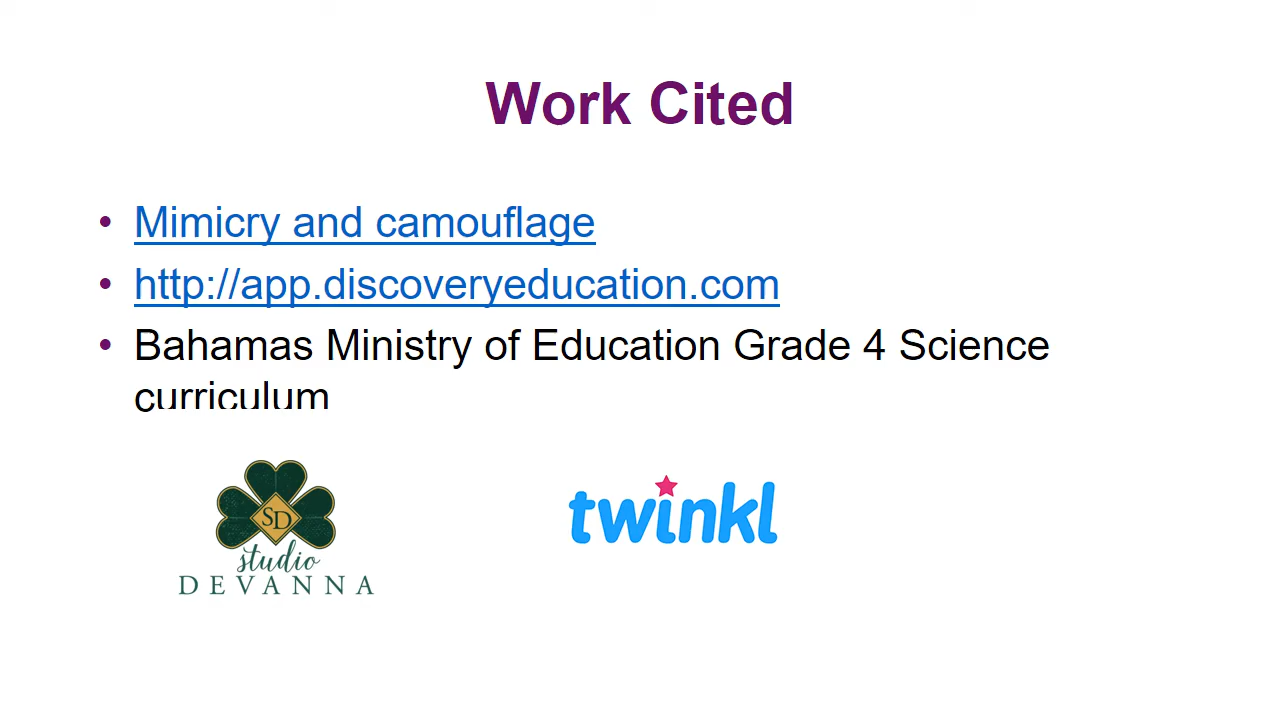 Work Cited
• Mimicry and camouflage
• http://app.discoveryeducation.com
• Bahamas Ministry of Education Grade 4 Science
curriculum
SD
studio
DEVANNA
twinkl